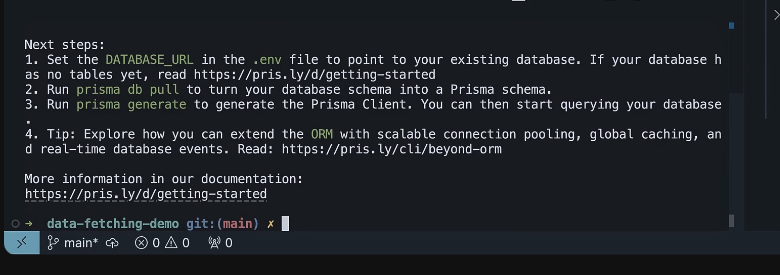 Next steps:
1. Set the DATABASE_URL in the .env file to point to your existing database. If your database h
as no tables yet, read https://pris.ly/d/getting-started
2. Run prisma db pull to turn your database schema into a Prisma schema.
3. Run prisma generate to generate the Prisma Client. You can then start querying your database
.
4. Tip: Explore how you can extend the ORM with scalable connection pooling, global caching, an
d real-time database events. Read: https://pris.ly/cli/beyond-orm
More information in our documentation:
https://pris.ly/d/getting-started
→ data-fetching-demo git:(main) ✗
main* 0 0 0